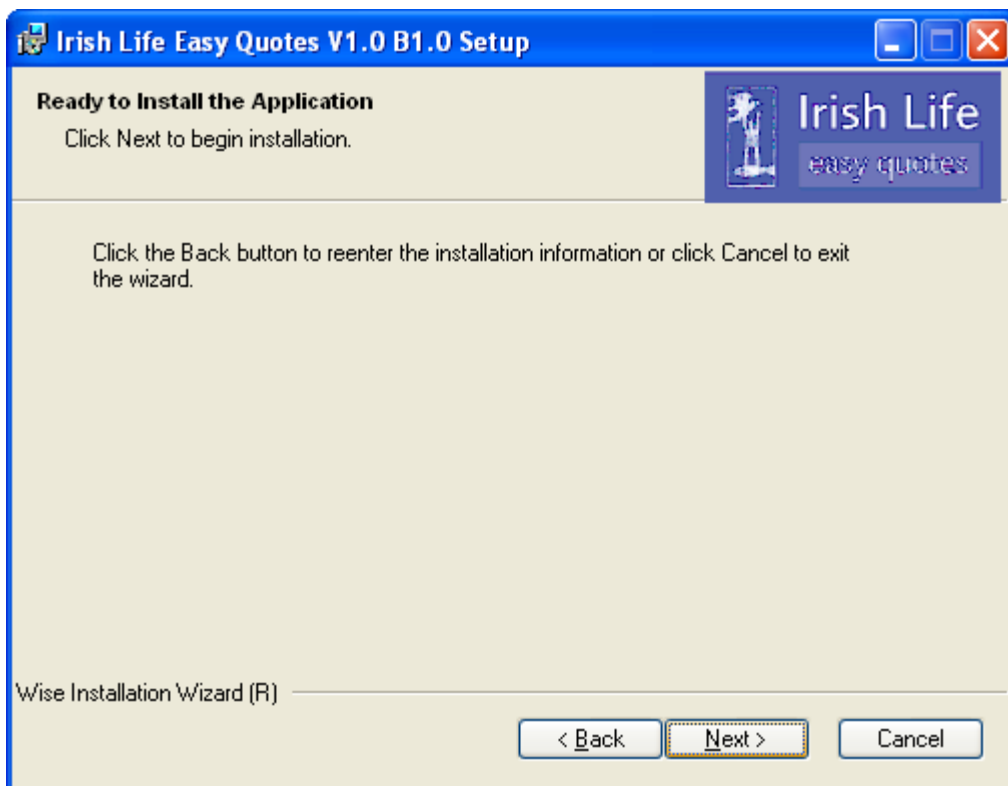 Irish Life Easy Quotes V1.0 B1.0 Setup
Ready to Install the Application
Click Next to begin installation.
Irish Life
easy quotes
Click the Back button to reenter the installation information or click Cancel to exit
the wizard.
Wise Installation Wizard (R)
< Back Next > Cancel